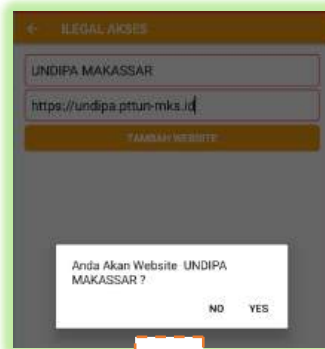 ← ILEGAL AKSES
UNDIPA MAKASSAR
https://undipa.pttun-mks.id
TAMBAH WEBSITE
Anda Akan Website UNDIPA
MAKASSAR ?
NO YES